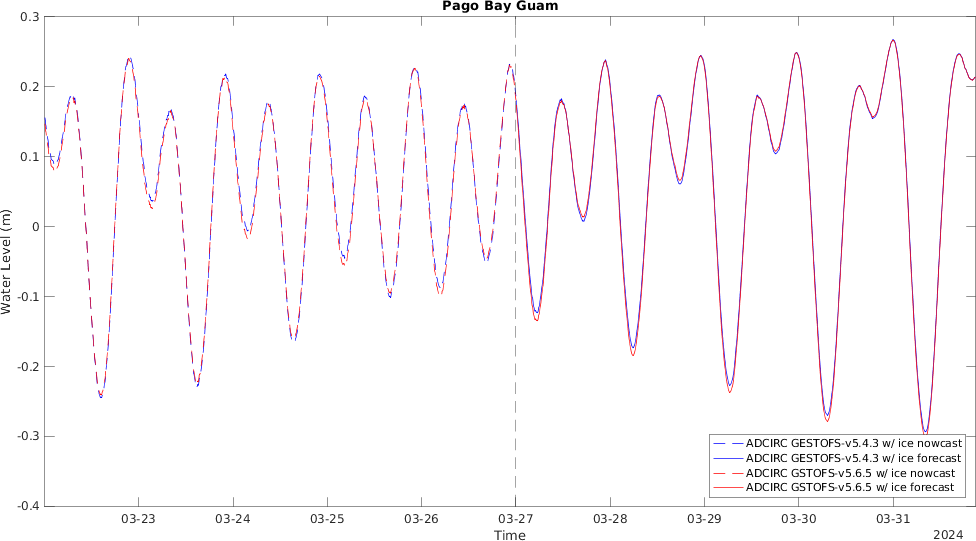 Pago Bay Guam
0.3
0.2
0.1
0
-0.1
-0.2
-0.3
-0.4
Water Level (m)
ADCIRC GESTOFS-v5.4.3 w/ ice nowcast
ADCIRC GESTOFS-v5.4.3 w/ ice forecast
ADCIRC GSTOFS-v5.6.5 w/ ice nowcast
ADCIRC GSTOFS-v5.6.5 w/ ice forecast
03-23 03-24 03-25 03-26 03-27 03-28 03-29 03-30 03-31
Time
2024